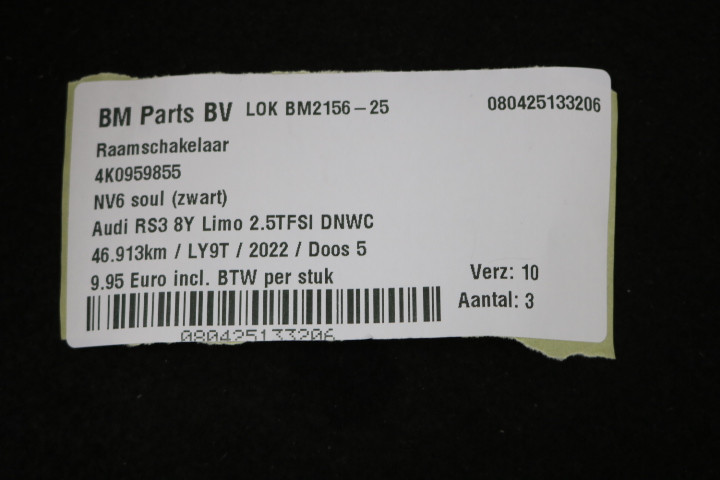 BM Parts BV LOK BM2156-25 080425133206
Raamschakelaar
4K0959855
NV6 soul (zwart)
Audi RS3 8Y Limo 2.5TFSI DNWC
46.913km / LY9T / 2022 / Doos 5
9.95 Euro incl. BTW per stuk
Verz: 10
Aantal: 3
080425133206